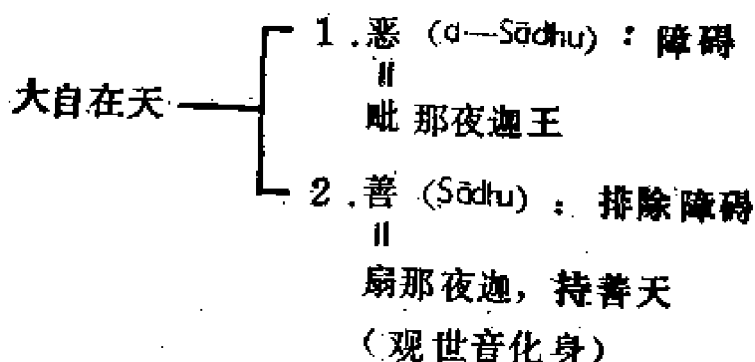 1.恶 (a—Sādhu)：障碍
‖
大自在天
毗那夜迦王
2.善 (Sādhu)：排除障碍
‖
扇那夜迦，持善天
（观世音化身）